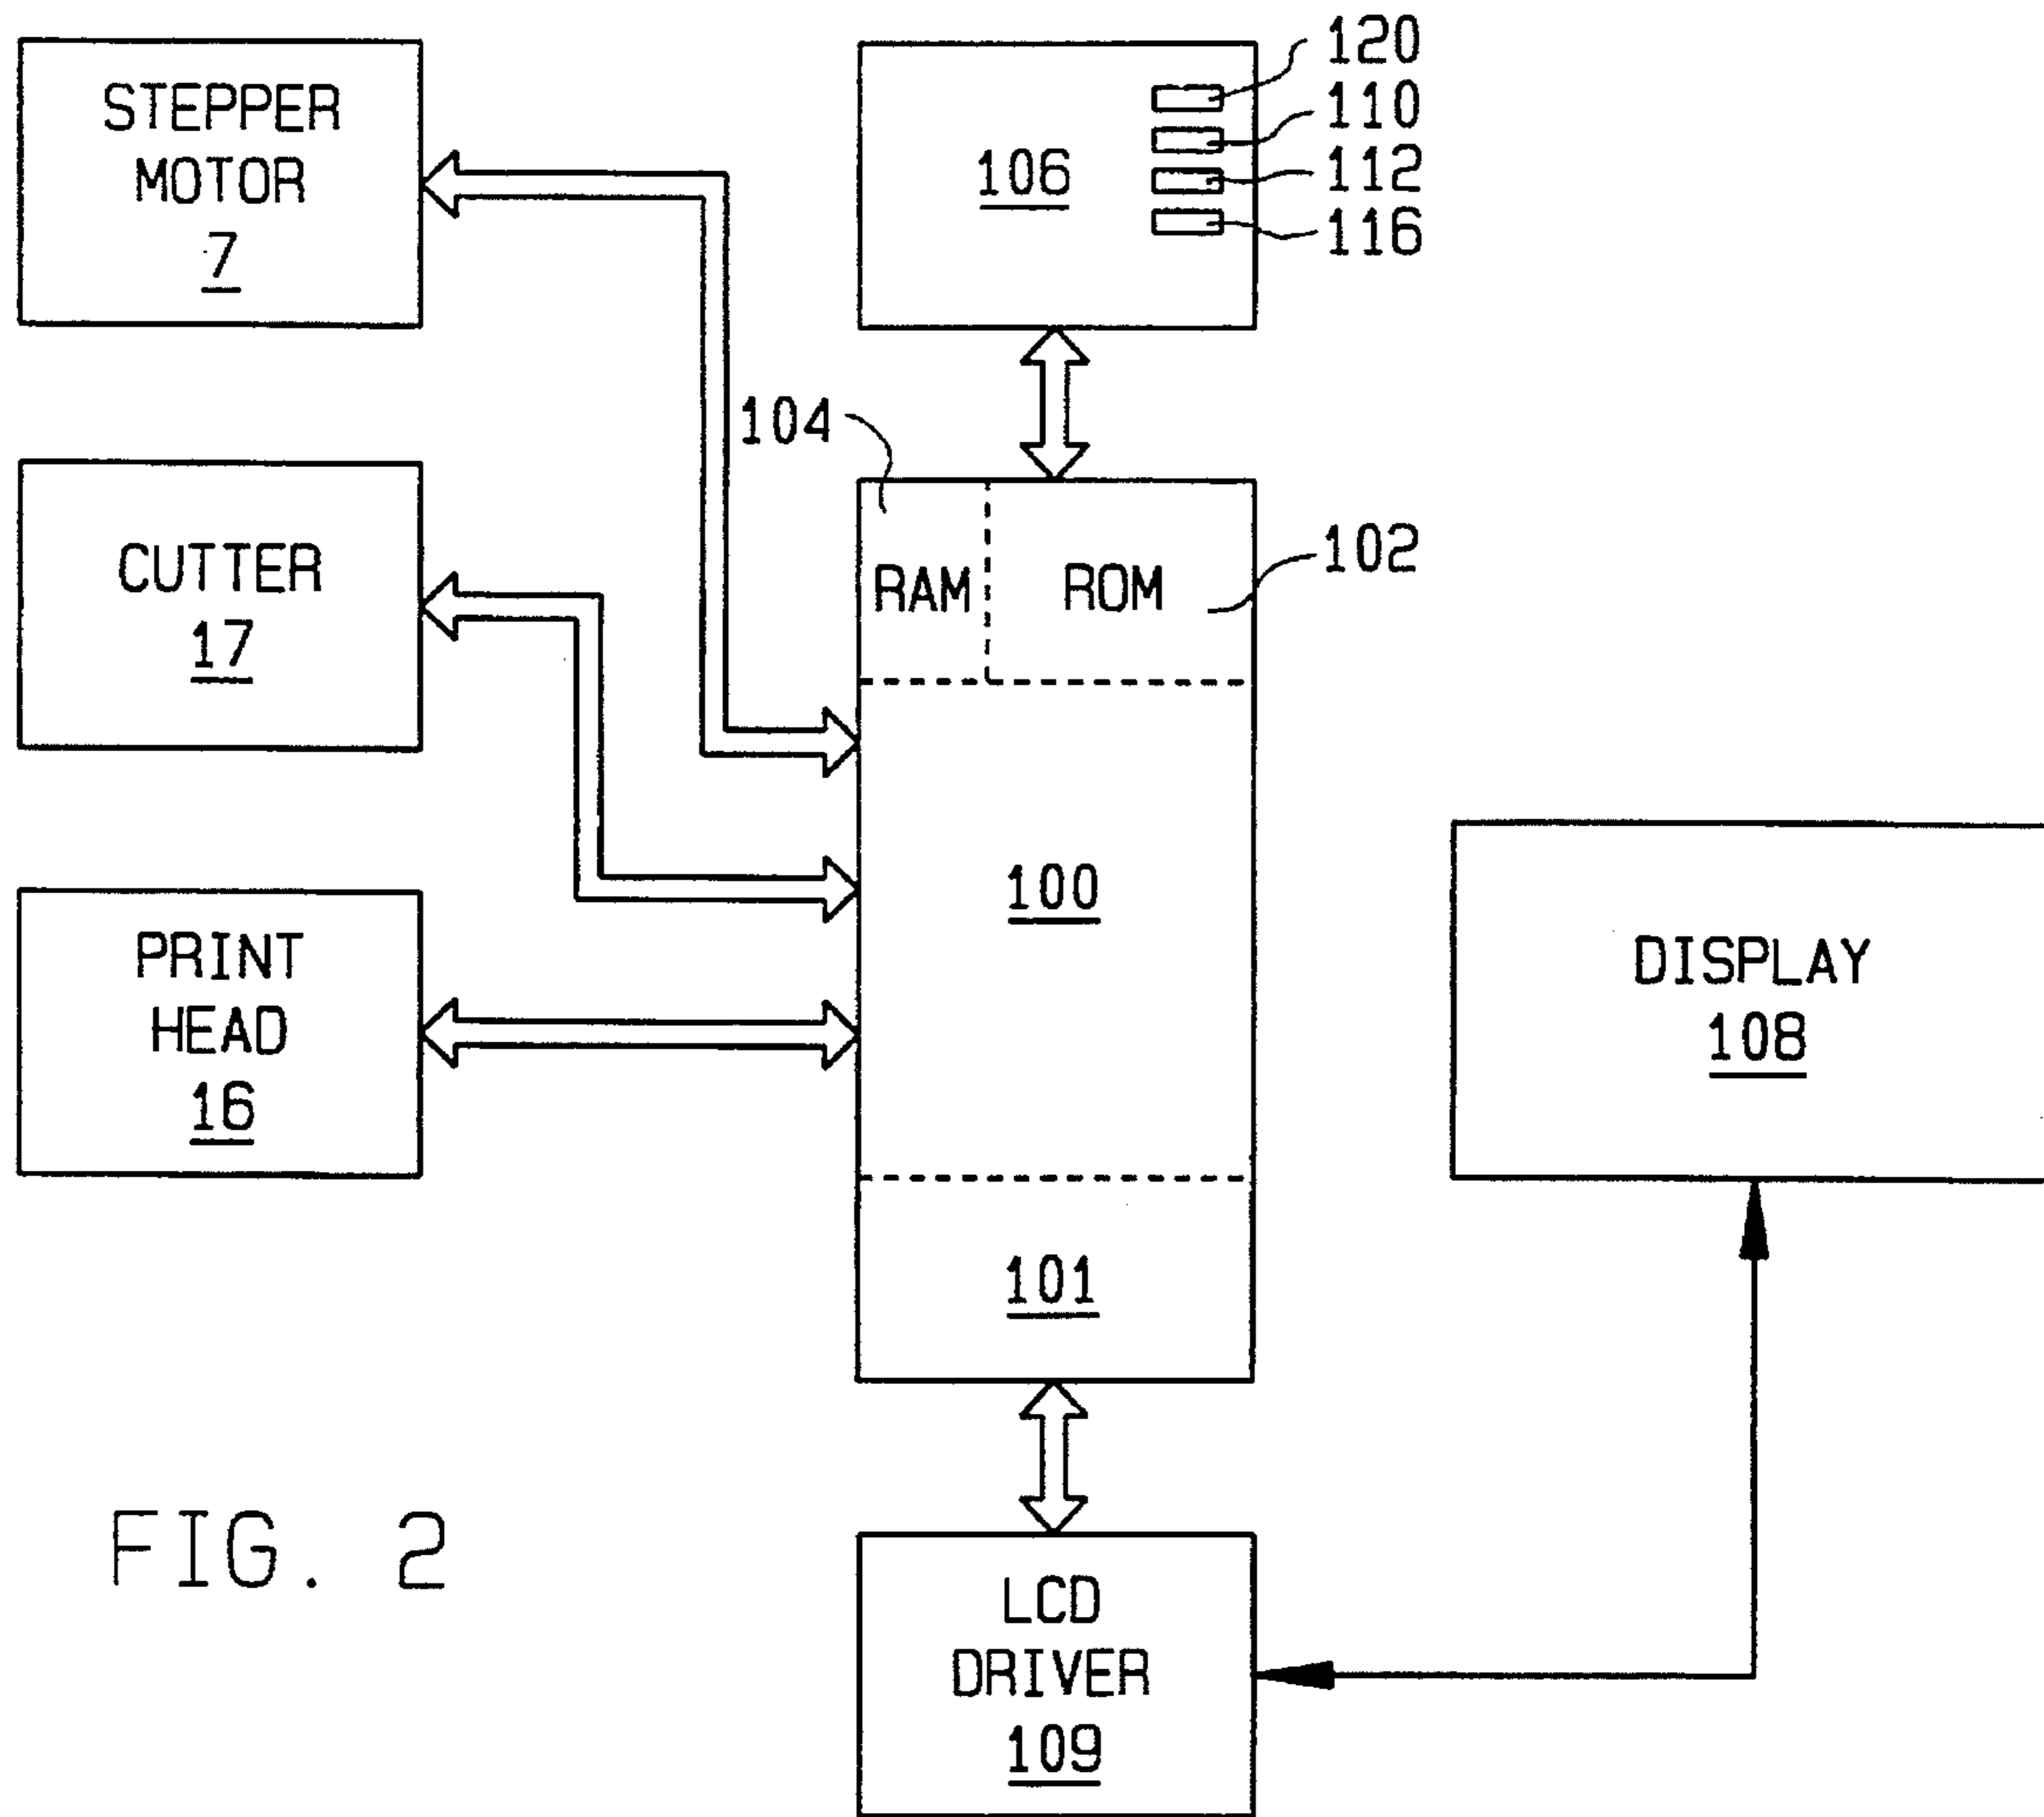 STEPPER
MOTOR
7
106
120
110
112
116
104
CUTTER
17
RAM
ROM
102
100
PRINT
HEAD
16
DISPLAY
108
101
FIG. 2
LCD
DRIVER
109